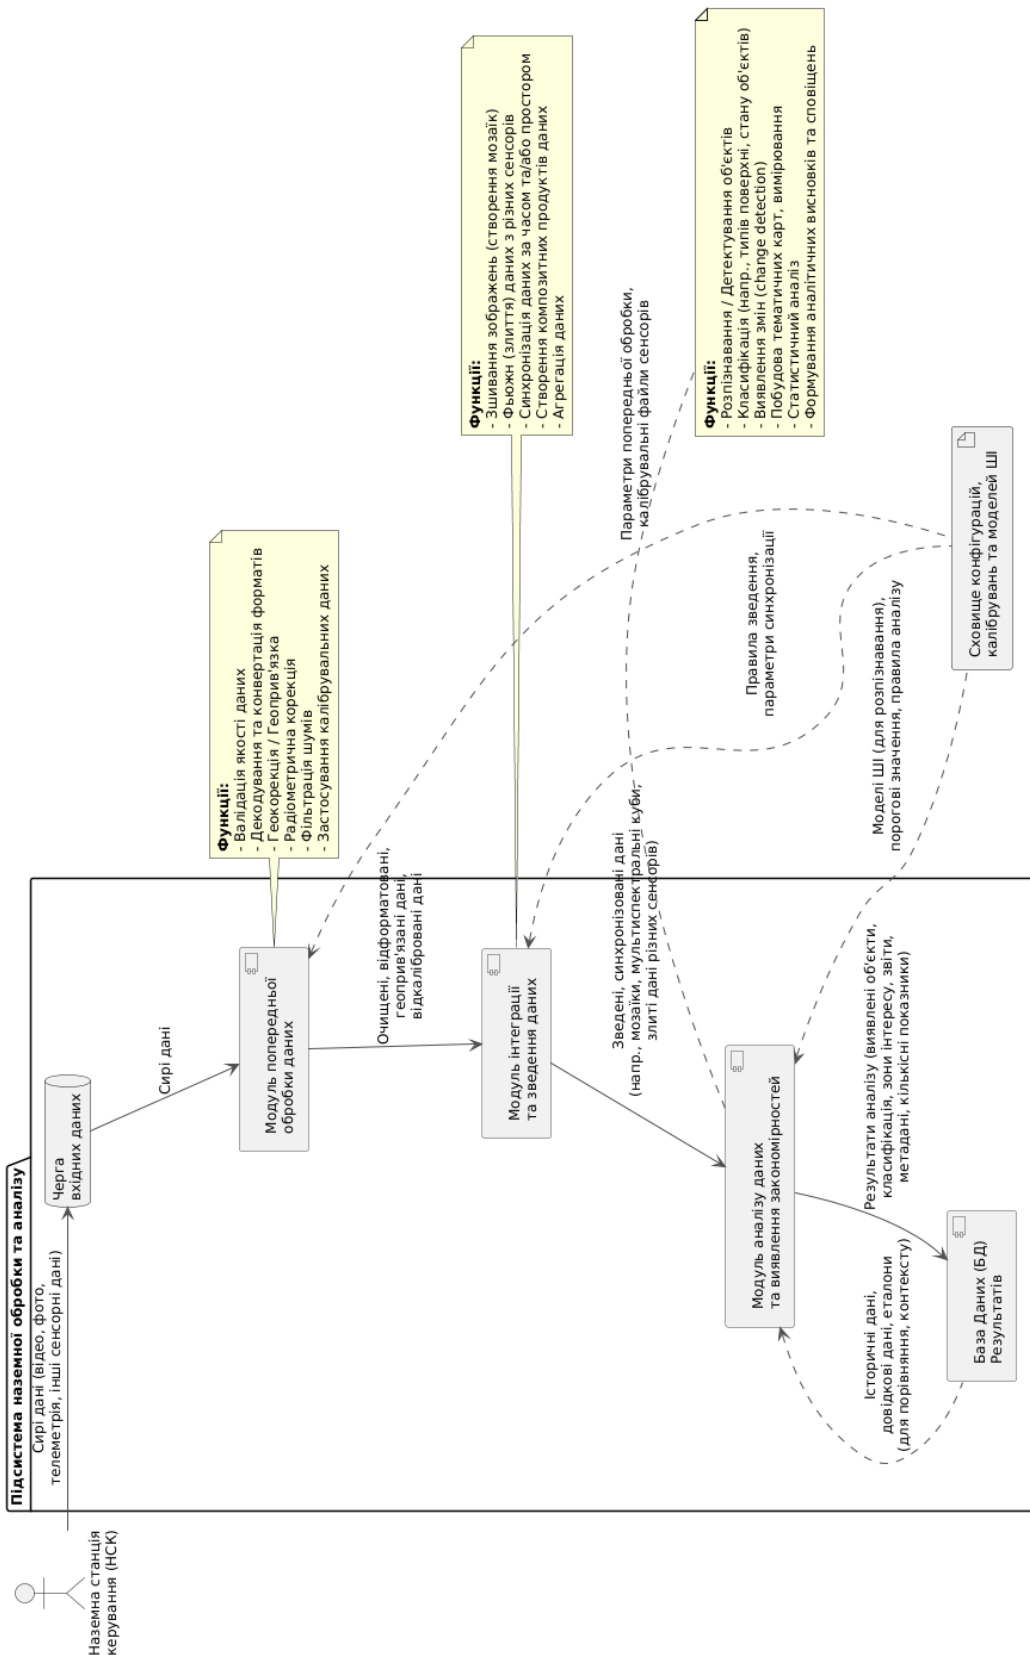 Підсистема наземної обробки та аналізу
Наземна станція
керування (НСК)
Сирі дані (відео, фото,
телеметрія, інші сенсорні дані)
Черга
вхідних даних
Сирі дані
Модуль попередньої
обробки даних
Функції:
- Валідація якості даних
- Декодування та конвертація форматів
- Геокорекція / Геоприв'язка
- Радіометрична корекція
- Фільтрація шумів
- Застосування калібрувальних даних
Очищені, відформатовані,
геоприв'язані дані,
відкалібровані дані
Модуль інтеграції
та зведення даних
Функції:
- Зшивання зображень (створення мозаїк)
- Фьюжн (злиття) даних з різних сенсорів
- Синхронізація даних за часом та/або простором
- Створення композитних продуктів даних
- Агрегація даних
Зведені, синхронізовані дані
(напр., мозаїки, мультиспектральні куби,
злиті дані різних сенсорів)
Параметри попередньої обробки,
калібрувальні файли сенсорів
Модуль аналізу даних
та виявлення закономірностей
Функції:
- Розпізнавання / Детектування об'єктів
- Класифікація (напр., типів поверхні, стану об'єктів)
- Виявлення змін (change detection)
- Побудова тематичних карт, вимірювання
- Статистичний аналіз
- Формування аналітичних висновків та сповіщень
Правила зведення,
параметри синхронізації
Історичні дані,
довідкові дані, еталони
(для порівняння, контексту)
Результати аналізу (виявлені об'єкти,
класифікація, зони інтересу, звіти,
метадані, кількісні показники)
Моделі ШІ (для розпізнавання),
порогові значення, правила аналізу
База Даних (БД)
Результатів
Сховище конфігурацій,
калібрувань та моделей ШІ